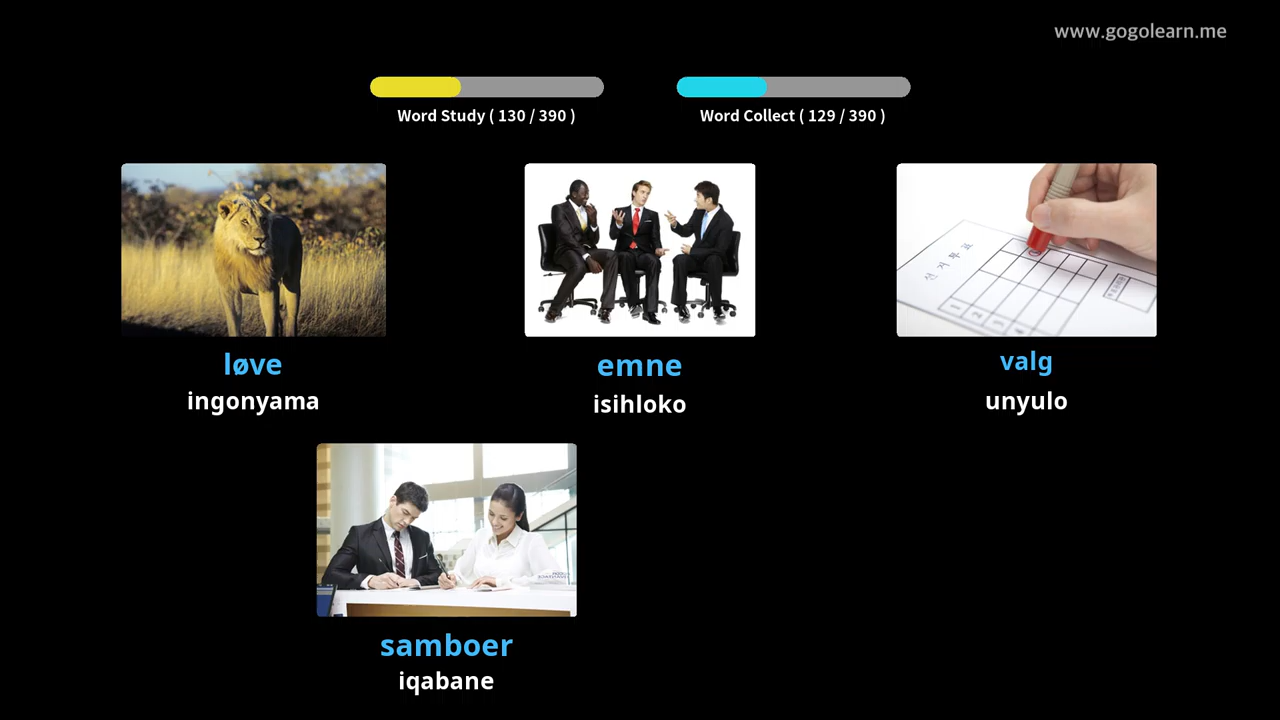 www.gogolearn.me
Word Study ( 130 / 390 )
Word Collect ( 129 / 390 )
løve
ingonyama
emne
isihloko
valg
unyulo
samboer
iqabane